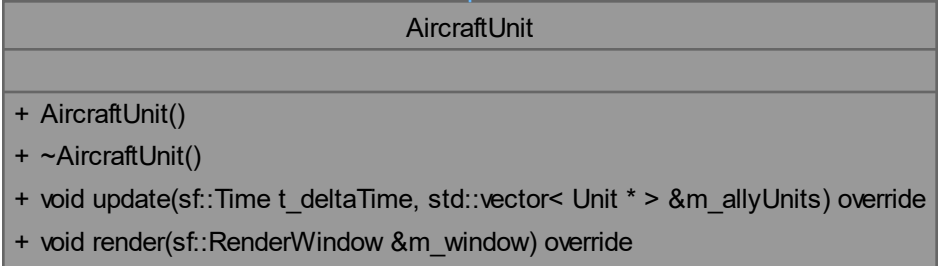 AircraftUnit
+ AircraftUnit()
+ ~AircraftUnit()
+ void update(sf::Time t_deltaTime, std::vector< Unit * > &m_allyUnits) override
+ void render(sf::RenderWindow &m_window) override